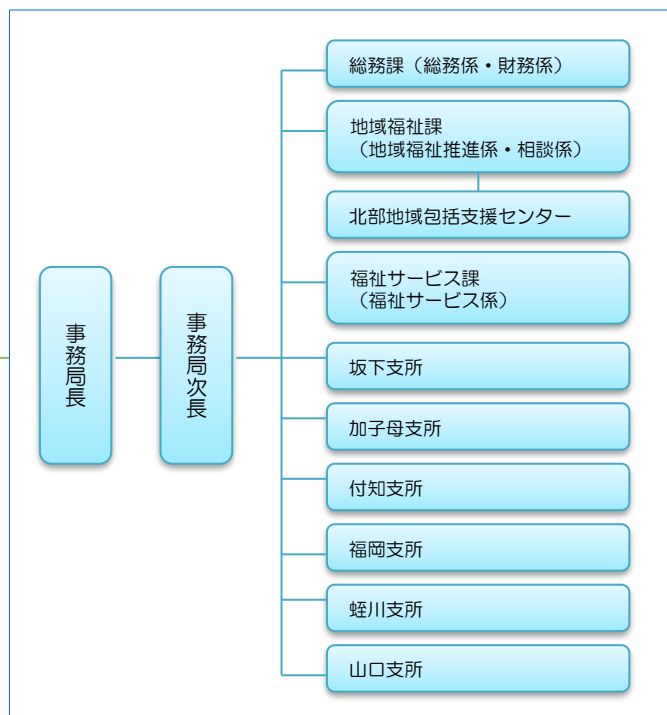 総務課（総務係・財務係）
地域福祉課
（地域福祉推進係・相談係）
北部地域包括支援センター
福祉サービス課
（福祉サービス係）
事務局長
事務局次長
坂下支所
加子母支所
付知支所
福岡支所
蛭川支所
山口支所